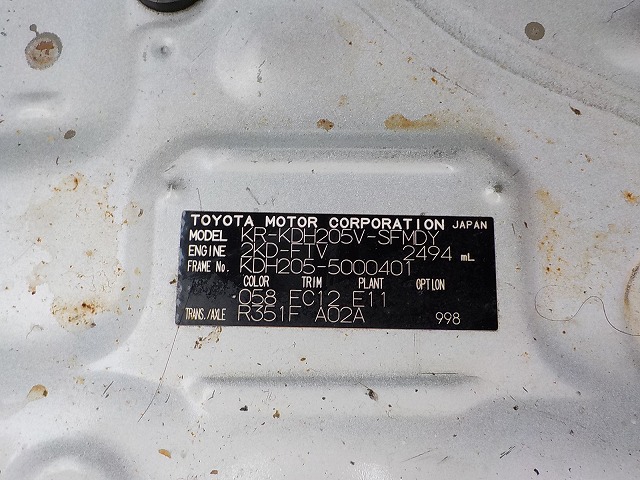 TOYOTA MOTOR CORPORATION JAPAN
MODEL KR-KDH205V-SFMDY
ENGINE 2KD-FTV 2494 mL
FRAME No. KDH205-5000401
COLOR TRIM PLANT OPTION
058 FC12 E11
TRANS./AXLE R351F A02A 998